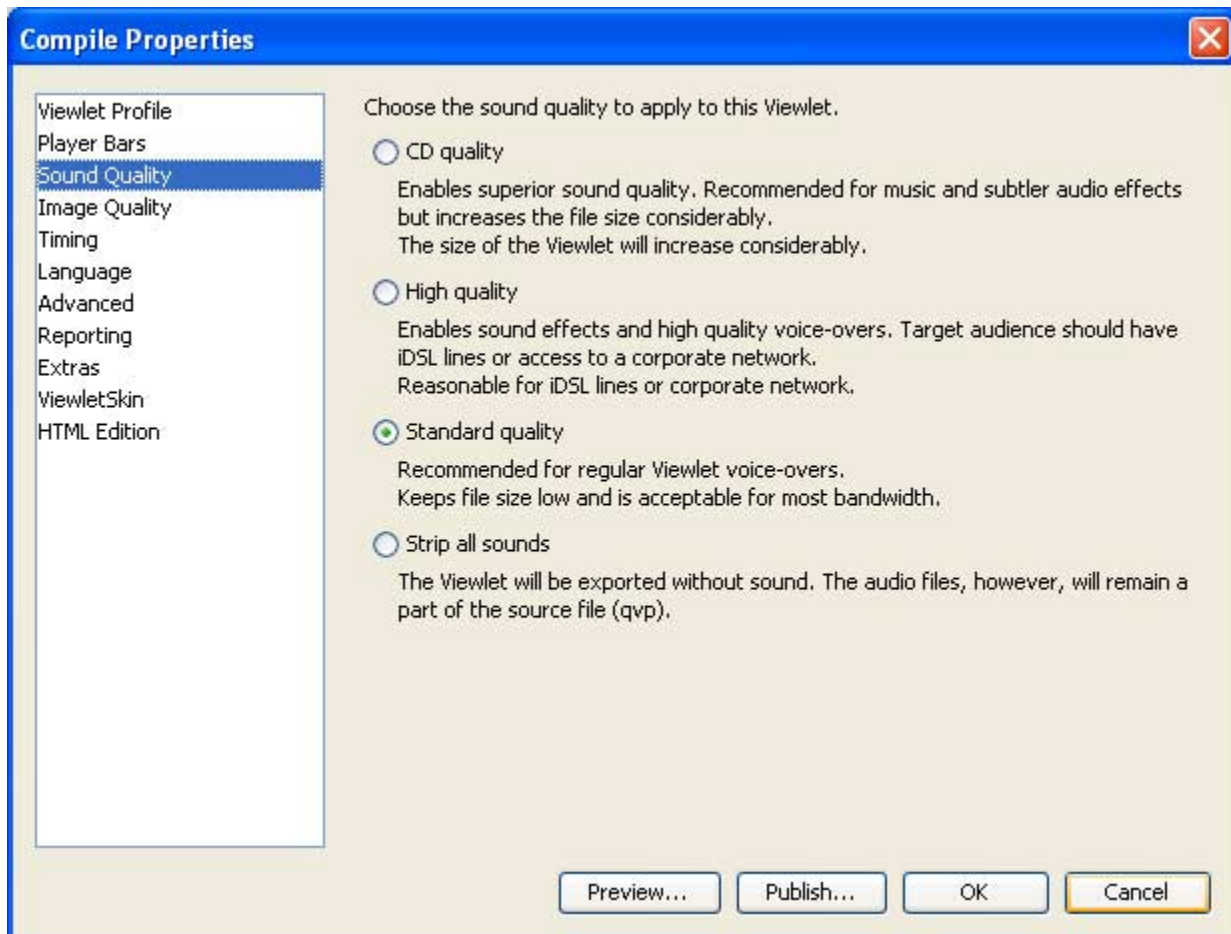 Compile Properties
Viewlet Profile
Player Bars
Sound Quality
Image Quality
Timing
Language
Advanced
Reporting
Extras
ViewletSkin
HTML Edition
Choose the sound quality to apply to this Viewlet.
CD quality
Enables superior sound quality. Recommended for music and subtler audio effects
but increases the file size considerably.
The size of the Viewlet will increase considerably.
High quality
Enables sound effects and high quality voice-overs. Target audience should have
iDSL lines or access to a corporate network.
Reasonable for iDSL lines or corporate network.
Standard quality
Recommended for regular Viewlet voice-overs.
Keeps file size low and is acceptable for most bandwidth.
Strip all sounds
The Viewlet will be exported without sound. The audio files, however, will remain a
part of the source file (qvp).
Preview...
Publish...
OK
Cancel